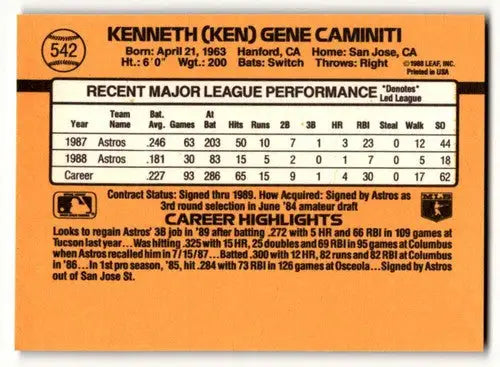 542
KENNETH (KEN) GENE CAMINITI
Born: April 21, 1963 Hanford, CA Home: San Jose, CA
Ht.: 6'0" Wgt.: 200 Bats: Switch Throws: Right
©1988 LEAF, INC.
Printed in USA
RECENT MAJOR LEAGUE PERFORMANCE *Denotes* Led League
Year Team Name Bat. Avg. Games At Bat Hits Runs 2B 3B HR RBI Steal Walk SO
1987 Astros .246 63 203 50 10 7 1 3 23 0 12 44
1988 Astros .181 30 83 15 5 2 0 1 7 0 5 18
Career .227 93 286 65 15 9 1 4 30 0 17 62
Contract Status: Signed thru 1989. How Acquired: Signed by Astros as
3rd round selection in June '84 amateur draft
CAREER HIGHLIGHTS
Looks to regain Astros' 3B job in '89 after batting .272 with 5 HR and 66 RBI in 109 games at
Tucson last year...Was hitting .325 with 15 HR, 25 doubles and 69 RBI in 95 games at Columbus
when Astros recalled him in 7/15/87...Batted .300 with 12 HR, 82 runs and 82 RBI at Columbus
in '86...In 1st pro season, '85, hit .284 with 73 RBI in 126 games at Osceola...Signed by Astros
out of San Jose St.